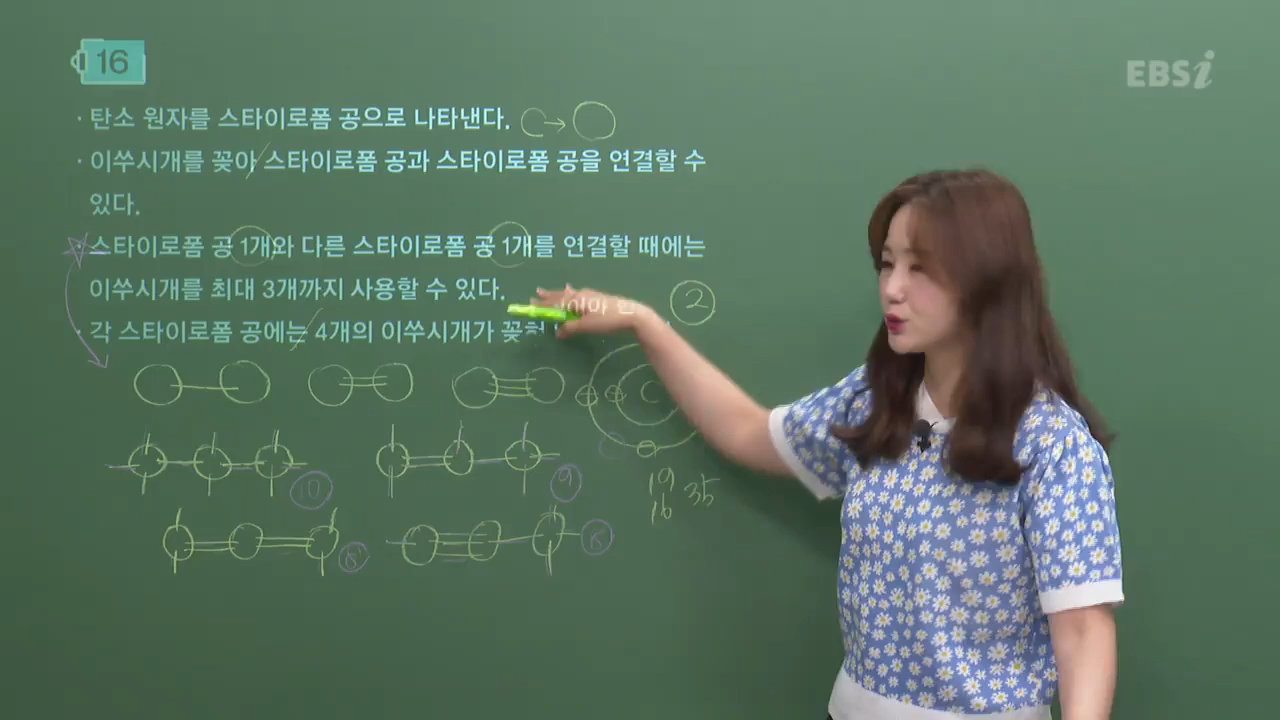 16
EBSi
· 탄소 원자를 스타이로폼 공으로 나타낸다. C→
· 이쑤시개를 꽂아 스타이로폼 공과 스타이로폼 공을 연결할 수
있다.
· 스타이로폼 공 1개와 다른 스타이로폼 공 1개를 연결할 때에는
이쑤시개를 최대 3개까지 사용할 수 있다.
2
· 각 스타이로폼 공에는 4개의 이쑤시개가 꽂혀
C
10
9
19
16 35